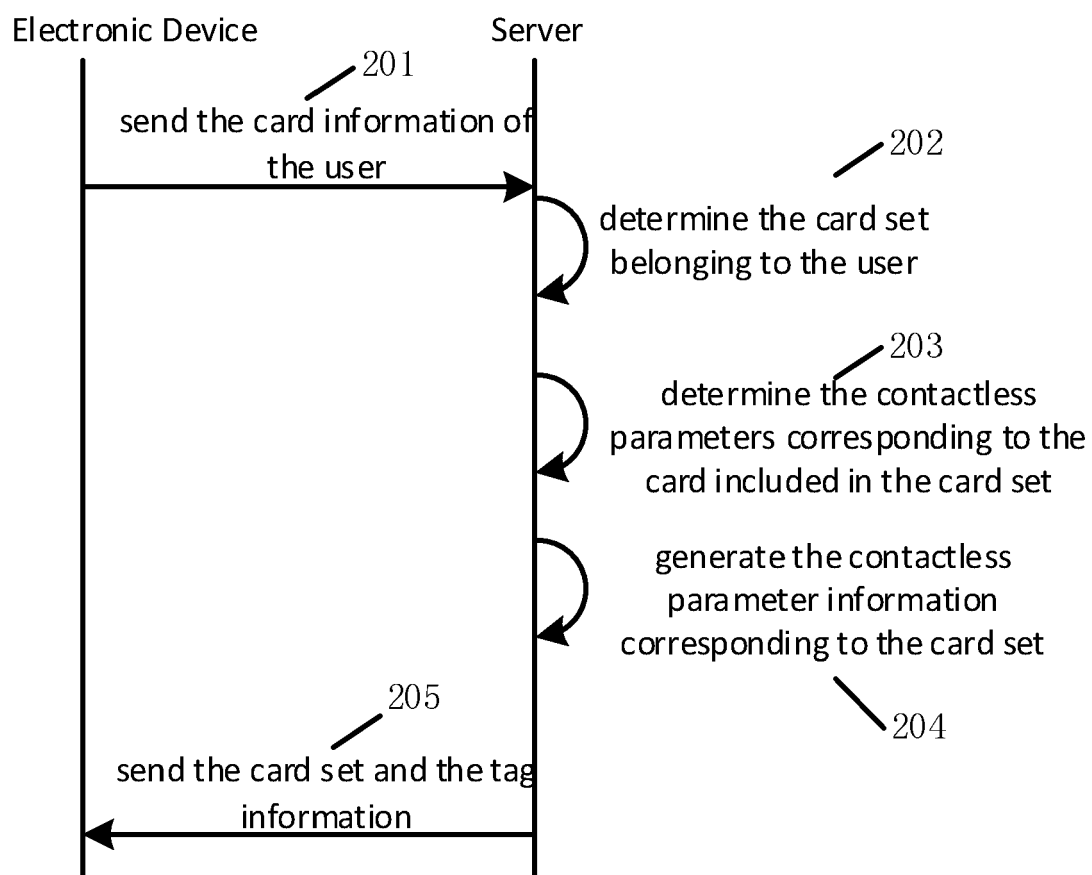 Electronic Device
Server
201
send the card information of
the user
202
determine the card set
belonging to the user
203
determine the contactless
parameters corresponding to the
card included in the card set
generate the contactless
parameter information
corresponding to the card set
204
205
send the card set and the tag
information